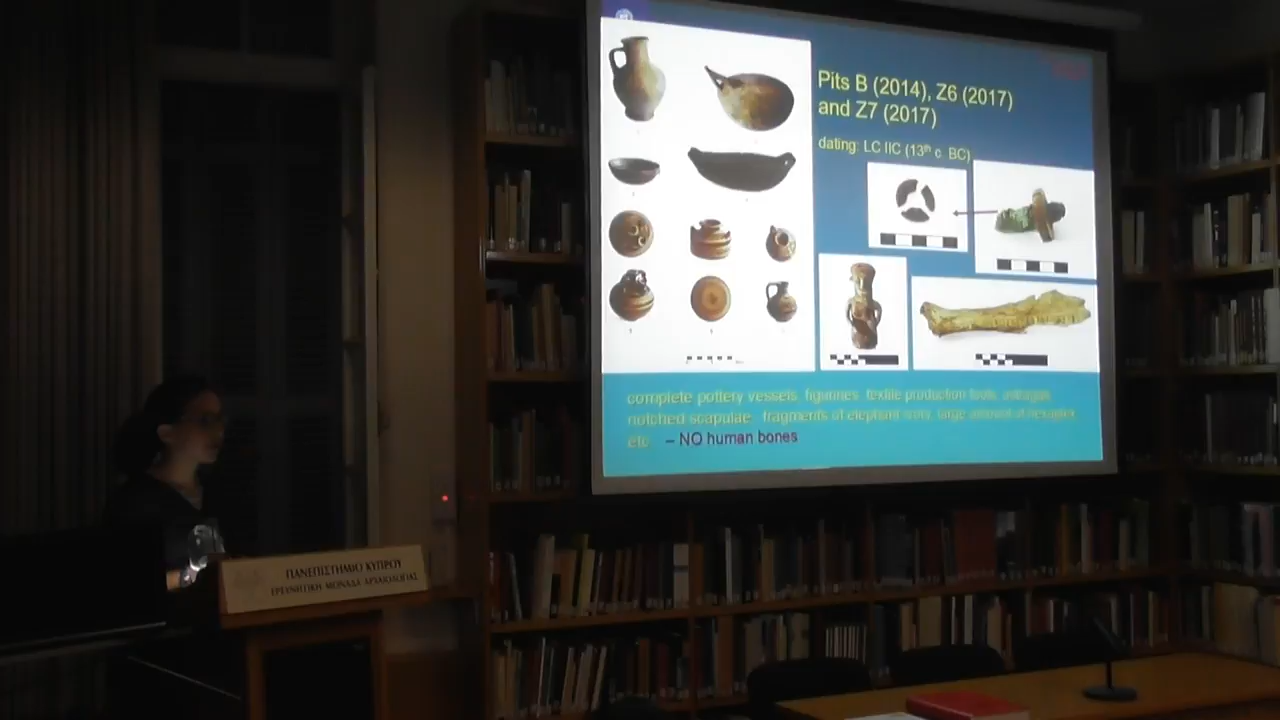 Pits B (2014), Z6 (2017)
and Z7 (2017)
dating: LC IIC (13th c. BC)
complete pottery vessels, figurines, textile production tools,
notched scapulae, fragments of elephant large amount of
etc. – NO human bones
ΠΑΝΕΠΙΣΤΗΜΙΟ ΚΥΠΡΟΥ
ΕΡΕΥΝΗΤΙΚΗ ΜΟΝΑΔΑ ΑΡΧΑΙΟΛΟΓΙΑΣ